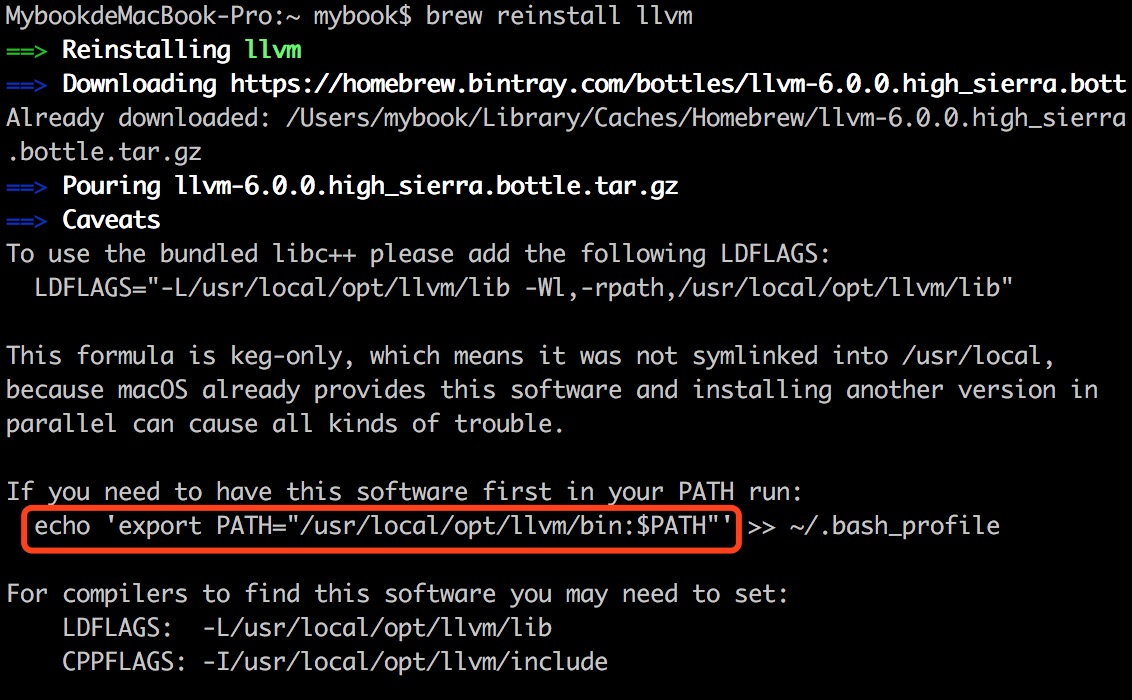 MybookdeMacBook-Pro:~ mybook$ brew reinstall llvm
==> Reinstalling llvm
==> Downloading https://homebrew.bintray.com/bottles/llvm-6.0.0.high_sierra.bott
Already downloaded: /Users/mybook/Library/Caches/Homebrew/llvm-6.0.0.high_sierra
.bottle.tar.gz
==> Pouring llvm-6.0.0.high_sierra.bottle.tar.gz
==> Caveats
To use the bundled libc++ please add the following LDFLAGS:
  LDFLAGS="-L/usr/local/opt/llvm/lib -Wl,-rpath,/usr/local/opt/llvm/lib"

This formula is keg-only, which means it was not symlinked into /usr/local,
because macOS already provides this software and installing another version in
parallel can cause all kinds of trouble.

If you need to have this software first in your PATH run:
  echo 'export PATH="/usr/local/opt/llvm/bin:$PATH"' >> ~/.bash_profile

For compilers to find this software you may need to set:
    LDFLAGS:  -L/usr/local/opt/llvm/lib
    CPPFLAGS: -I/usr/local/opt/llvm/include